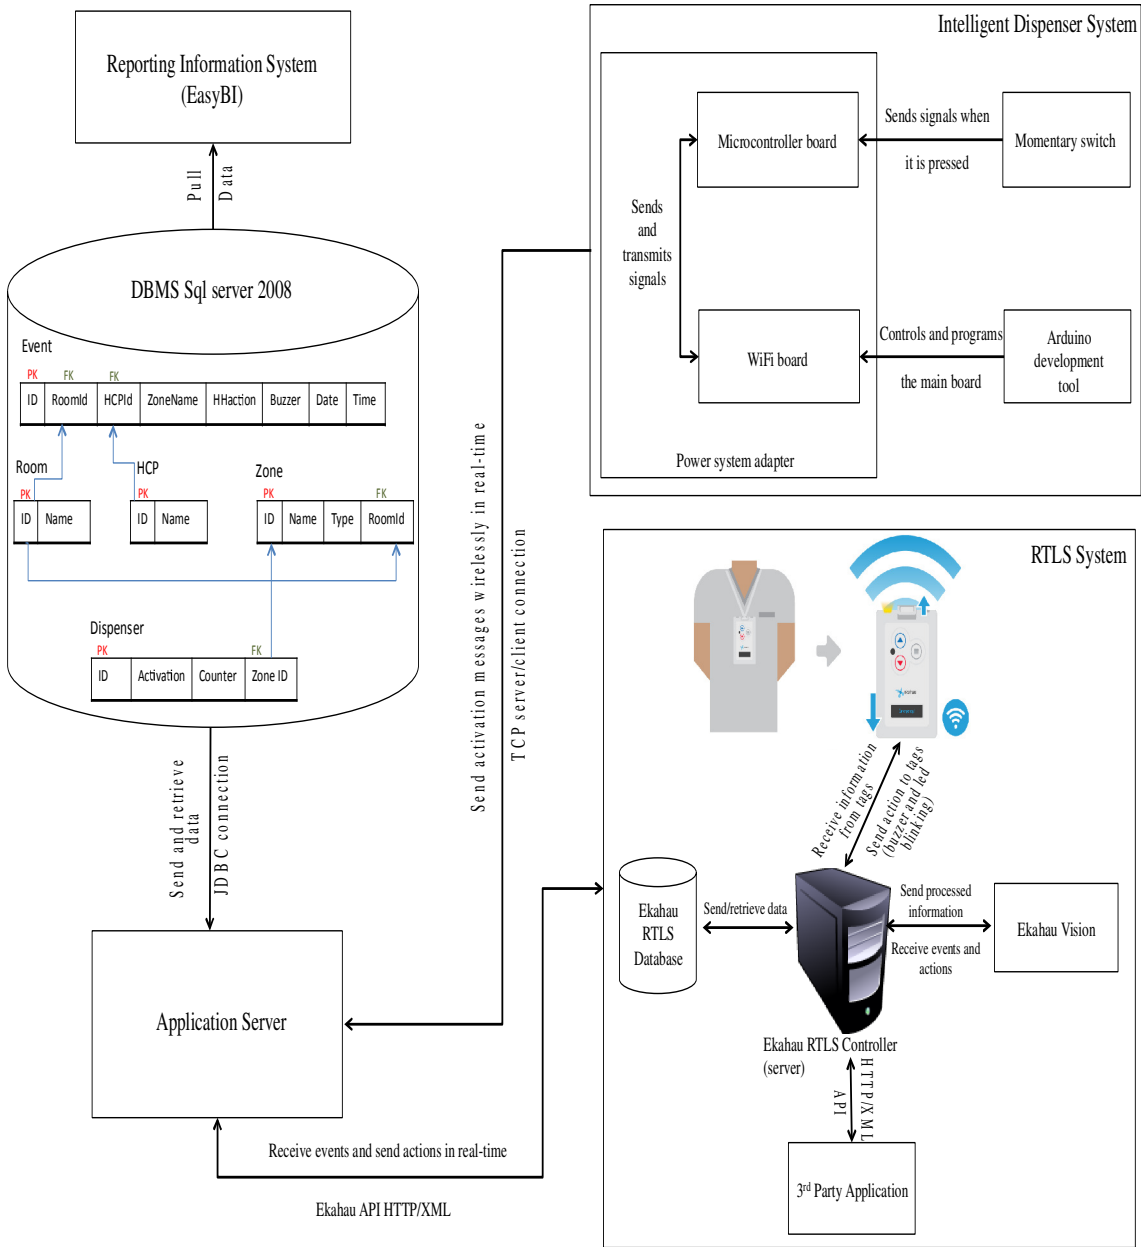 Reporting Information System
(EasyBI)
Pull
Data
DBMS Sql server 2008
Event
PK FK FK
ID RoomId HCPId ZoneName HHaction Buzzer Date Time
Room
PK
ID Name
HCP
PK
ID Name
Zone
PK FK
ID Name Type RoomId
Dispenser
PK FK
ID Activation Counter Zone ID
Send and retrieve
data
JDBC connection
Application Server
Receive events and send actions in real-time
Ekahau API HTTP/XML
Send activation messages wirelessly in real-time
TCP server/client connection
Intelligent Dispenser System
Microcontroller board
Sends signals when
it is pressed
Momentary switch
Sends
and
transmits
signals
WiFi board
Controls and programs
the main board
Arduino
development
tool
Power system adapter
RTLS System
Receive information
from tags
Send action to tags
(buzzer and led
blinking)
Ekahau
RTLS
Database
Send/retrieve data
Send processed
information
Receive events and
actions
Ekahau Vision
Ekahau RTLS Controller
(server)
HTTP/XML
API
3rd Party Application